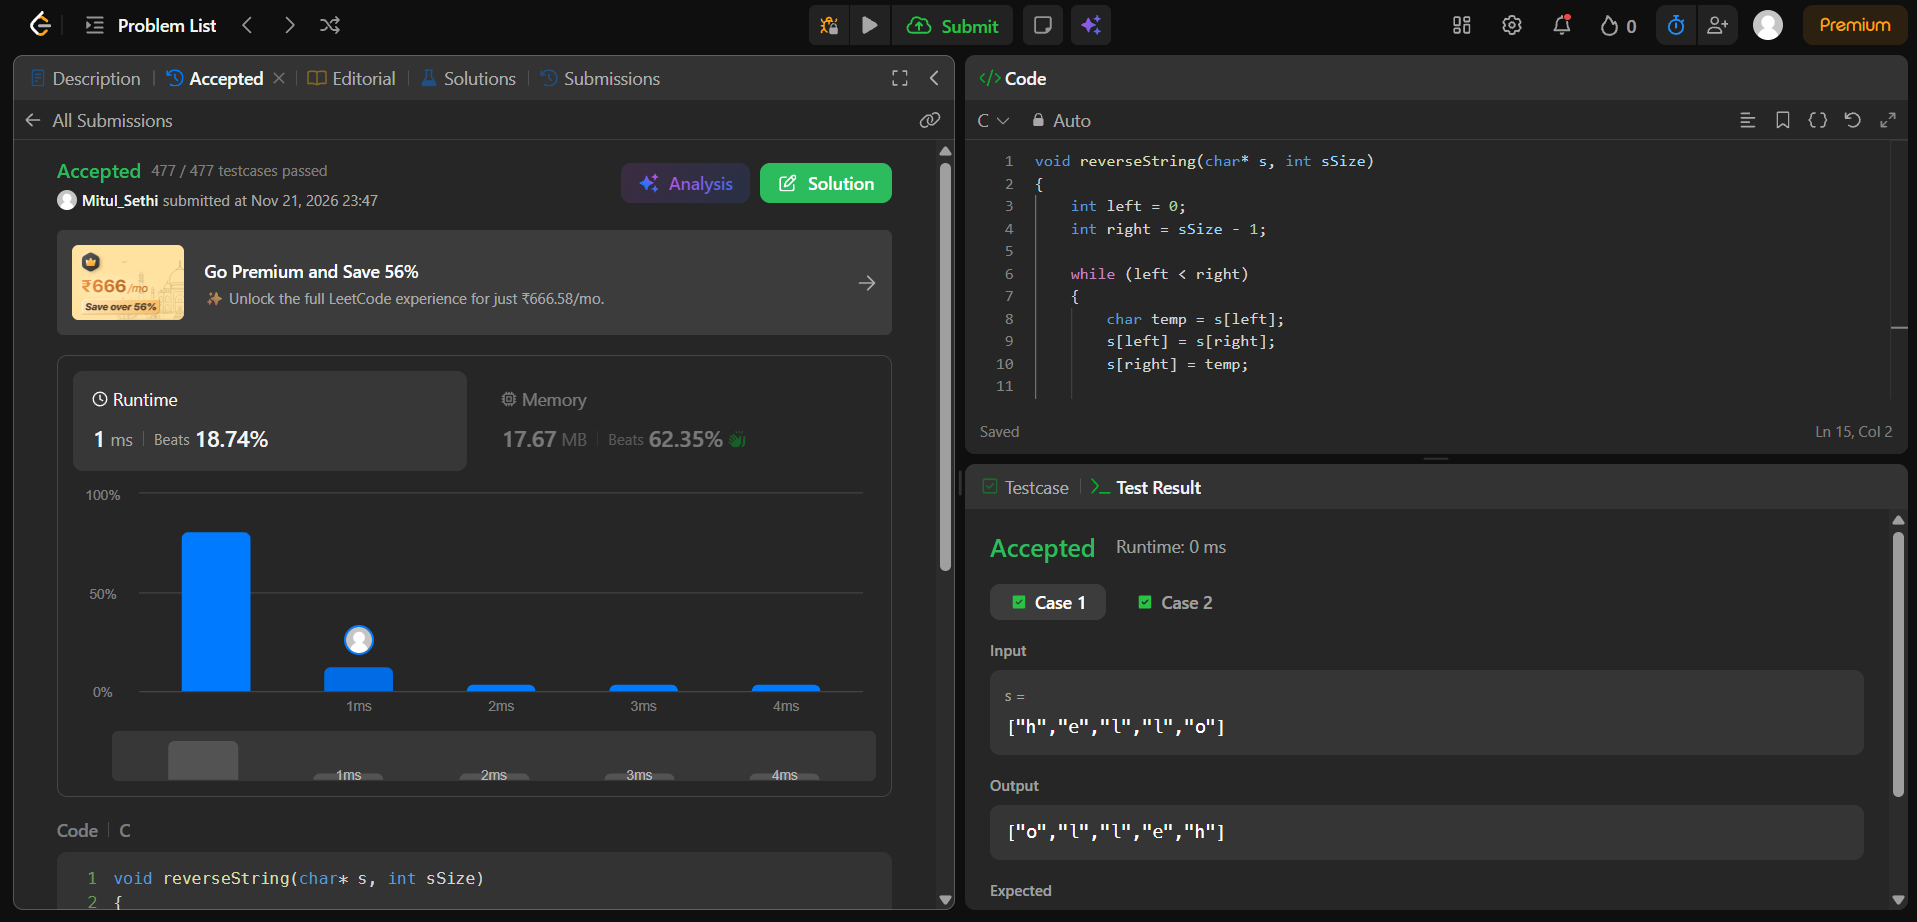 Problem List
Submit
0
Premium
Description
Accepted
Editorial
Solutions
Submissions
All Submissions
Accepted 477 / 477 testcases passed
Mitul_Sethi submitted at Nov 21, 2026 23:47
Analysis
Solution
₹666/mo
Save over 56%
Go Premium and Save 56%
✨ Unlock the full LeetCode experience for just ₹666.58/mo.
Runtime
1 ms Beats 18.74%
Memory
17.67 MB Beats 62.35%
100%
50%
0%
1ms 2ms 3ms 4ms
1ms 2ms 3ms 4ms
Code C
1 void reverseString(char* s, int sSize)
2 {
Code
C Auto
1 void reverseString(char* s, int sSize)
2 {
3 int left = 0;
4 int right = sSize - 1;
5
6 while (left < right)
7 {
8 char temp = s[left];
9 s[left] = s[right];
10 s[right] = temp;
11
Saved
Ln 15, Col 2
Testcase
Test Result
Accepted Runtime: 0 ms
Case 1 Case 2
Input
s =
["h","e","l","l","o"]
Output
["o","l","l","e","h"]
Expected